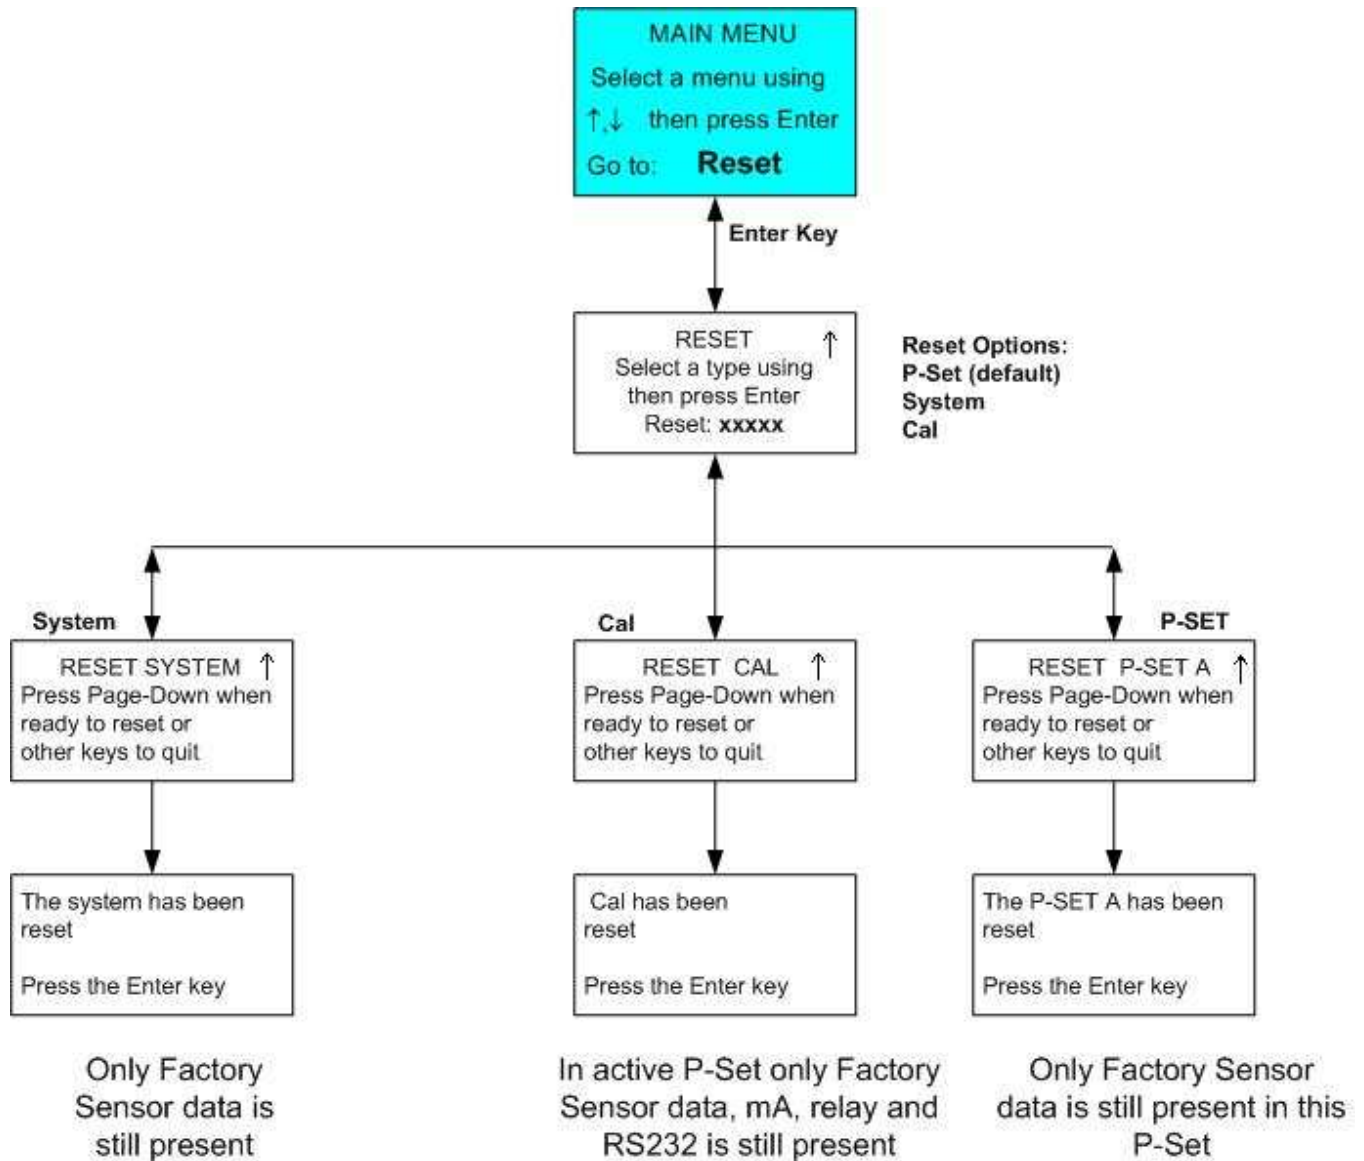 MAIN MENU
Select a menu using
↑,↓ then press Enter
Go to: Reset
Enter Key
RESET ↑
Select a type using
then press Enter
Reset: xxxxx
Reset Options:
P-Set (default)
System
Cal
System
RESET SYSTEM ↑
Press Page-Down when
ready to reset or
other keys to quit
Cal
RESET CAL ↑
Press Page-Down when
ready to reset or
other keys to quit
P-SET
RESET P-SET A ↑
Press Page-Down when
ready to reset or
other keys to quit
The system has been
reset
Press the Enter key
Cal has been
reset
Press the Enter key
The P-SET A has been
reset
Press the Enter key
Only Factory
Sensor data is
still present
In active P-Set only Factory
Sensor data, mA, relay and
RS232 is still present
Only Factory Sensor
data is still present in this
P-Set